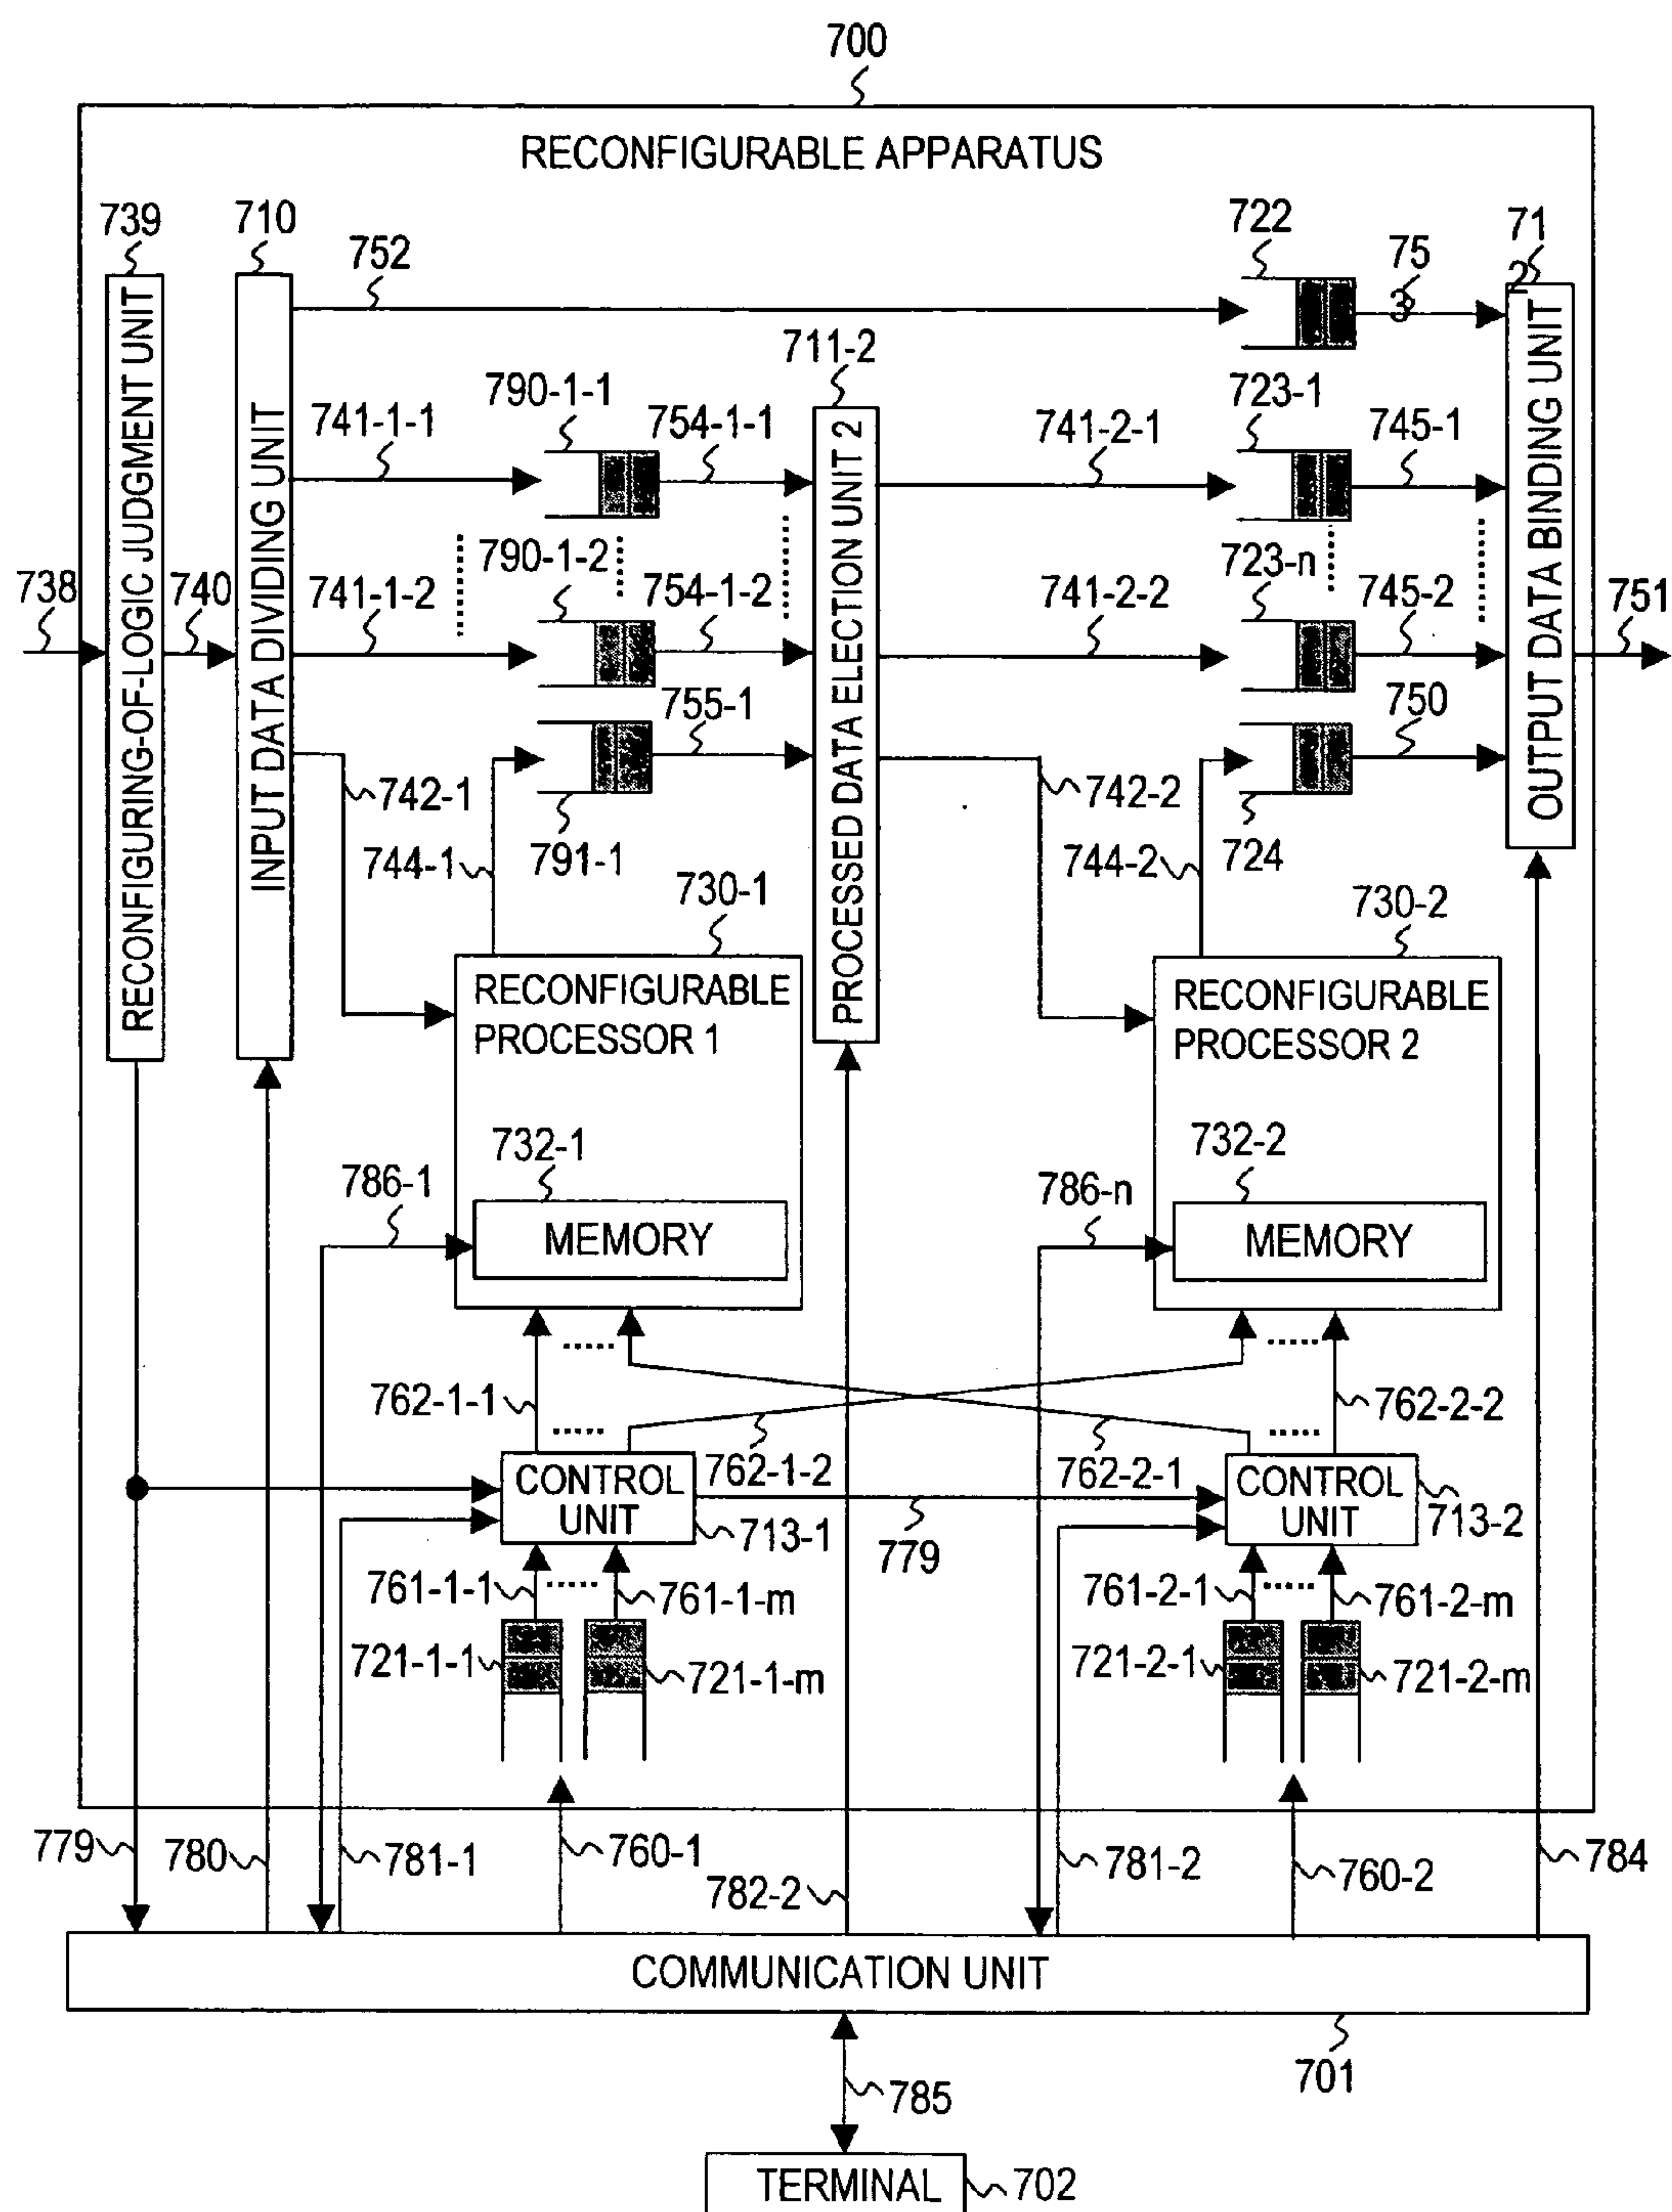 700
RECONFIGURABLE APPARATUS
739
710
752
722
75
3
71
2
RECONFIGURING-OF-LOGIC JUDGMENT UNIT
INPUT DATA DIVIDING UNIT
711-2
PROCESSED DATA ELECTION UNIT 2
OUTPUT DATA BINDING UNIT
741-1-1
790-1-1
754-1-1
741-2-1
723-1
745-1
738
740
741-1-2
790-1-2
754-1-2
741-2-2
723-n
745-2
751
755-1
750
742-1
742-2
744-1
791-1
744-2
724
730-1
730-2
RECONFIGURABLE
PROCESSOR 1
RECONFIGURABLE
PROCESSOR 2
732-1
732-2
786-1
786-n
MEMORY
MEMORY
762-1-1
762-2-2
762-1-2
762-2-1
CONTROL
UNIT
CONTROL
UNIT
713-1
713-2
779
761-1-1
761-1-m
761-2-1
761-2-m
721-1-1
721-1-m
721-2-1
721-2-m
779
780
781-1
760-1
782-2
781-2
760-2
784
COMMUNICATION UNIT
701
785
TERMINAL
702